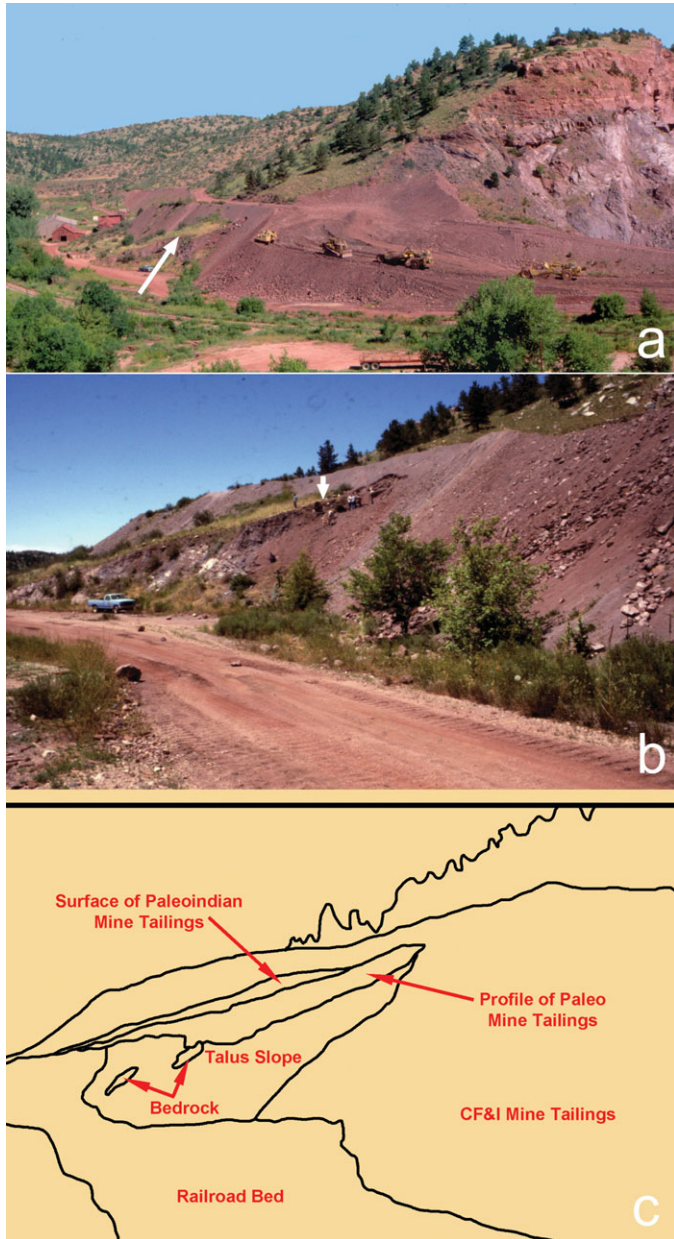 a
b
Surface of Paleoindian
Mine Tailings
Profile of Paleo
Mine Tailings
Talus Slope
Bedrock
CF&I Mine Tailings
Railroad Bed
c